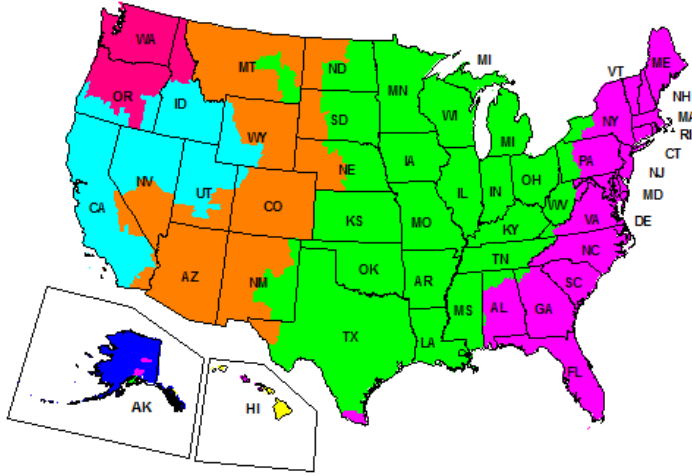 WA
MT
ND
OR
ID
SD
MN
WI
MI
MI
VT
ME
NH
NY
MA
RI
CT
WY
NE
IA
PA
NJ
NV
UT
CO
IL
IN
OH
WV
MD
DE
CA
KS
MO
KY
VA
AZ
NM
OK
AR
TN
NC
SC
TX
LA
MS
AL
GA
FL
AK
HI